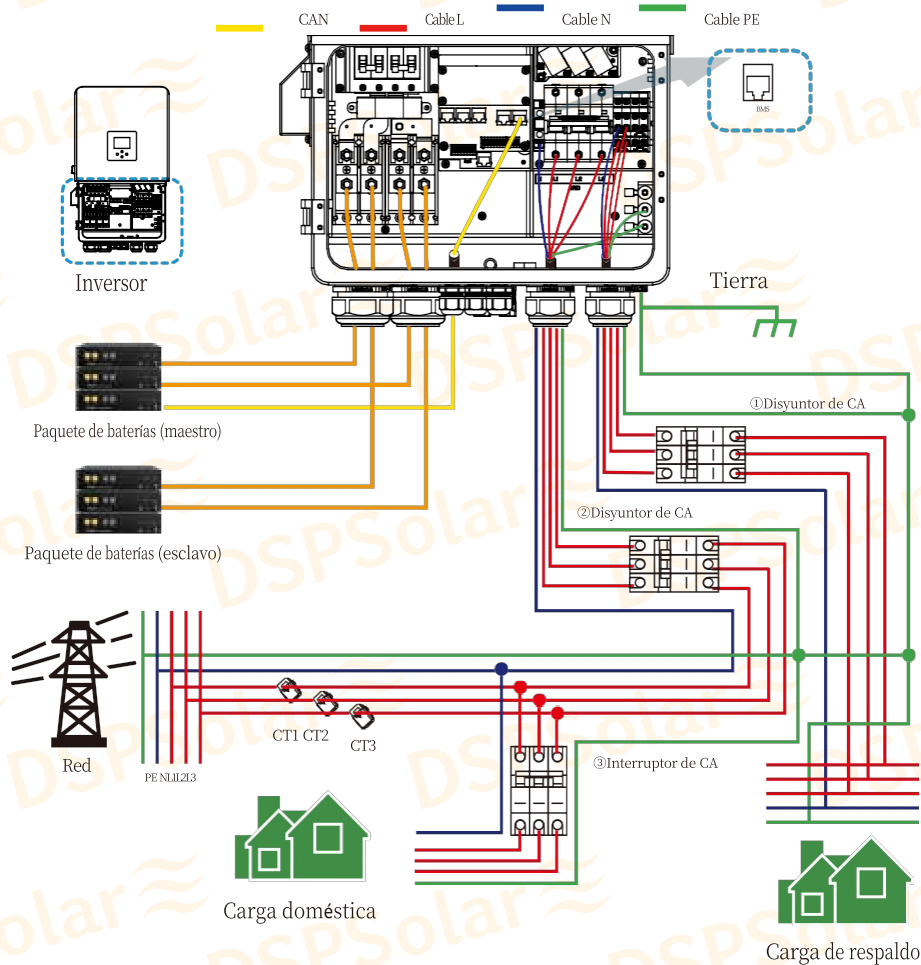 CAN
Cable L
Cable N
Cable PE
BMS
Inversor
Tierra
Paquete de baterías (maestro)
①Disyuntor de CA
②Disyuntor de CA
Paquete de baterías (esclavo)
CT1 CT2
CT3
Red
PE NL1L2L3
③Interruptor de CA
Carga doméstica
Carga de respaldo
DSPSolar